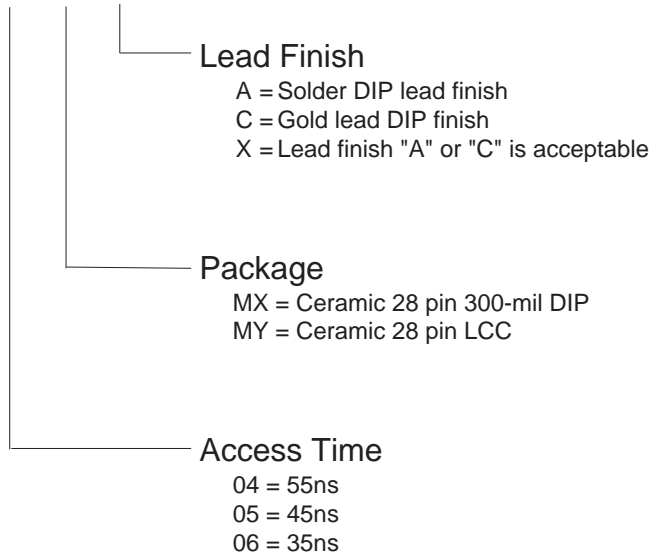 Lead Finish
A = Solder DIP lead finish
C = Gold lead DIP finish
X = Lead finish "A" or "C" is acceptable
Package
MX = Ceramic 28 pin 300-mil DIP
MY = Ceramic 28 pin LCC
Access Time
04 = 55ns
05 = 45ns
06 = 35ns